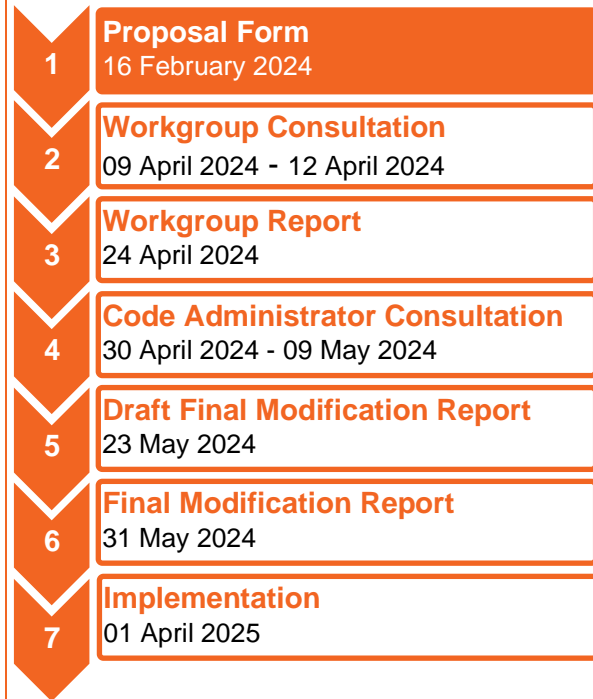 1
Proposal Form
16 February 2024
2
Workgroup Consultation
09 April 2024 - 12 April 2024
3
Workgroup Report
24 April 2024
4
Code Administrator Consultation
30 April 2024 - 09 May 2024
5
Draft Final Modification Report
23 May 2024
6
Final Modification Report
31 May 2024
7
Implementation
01 April 2025